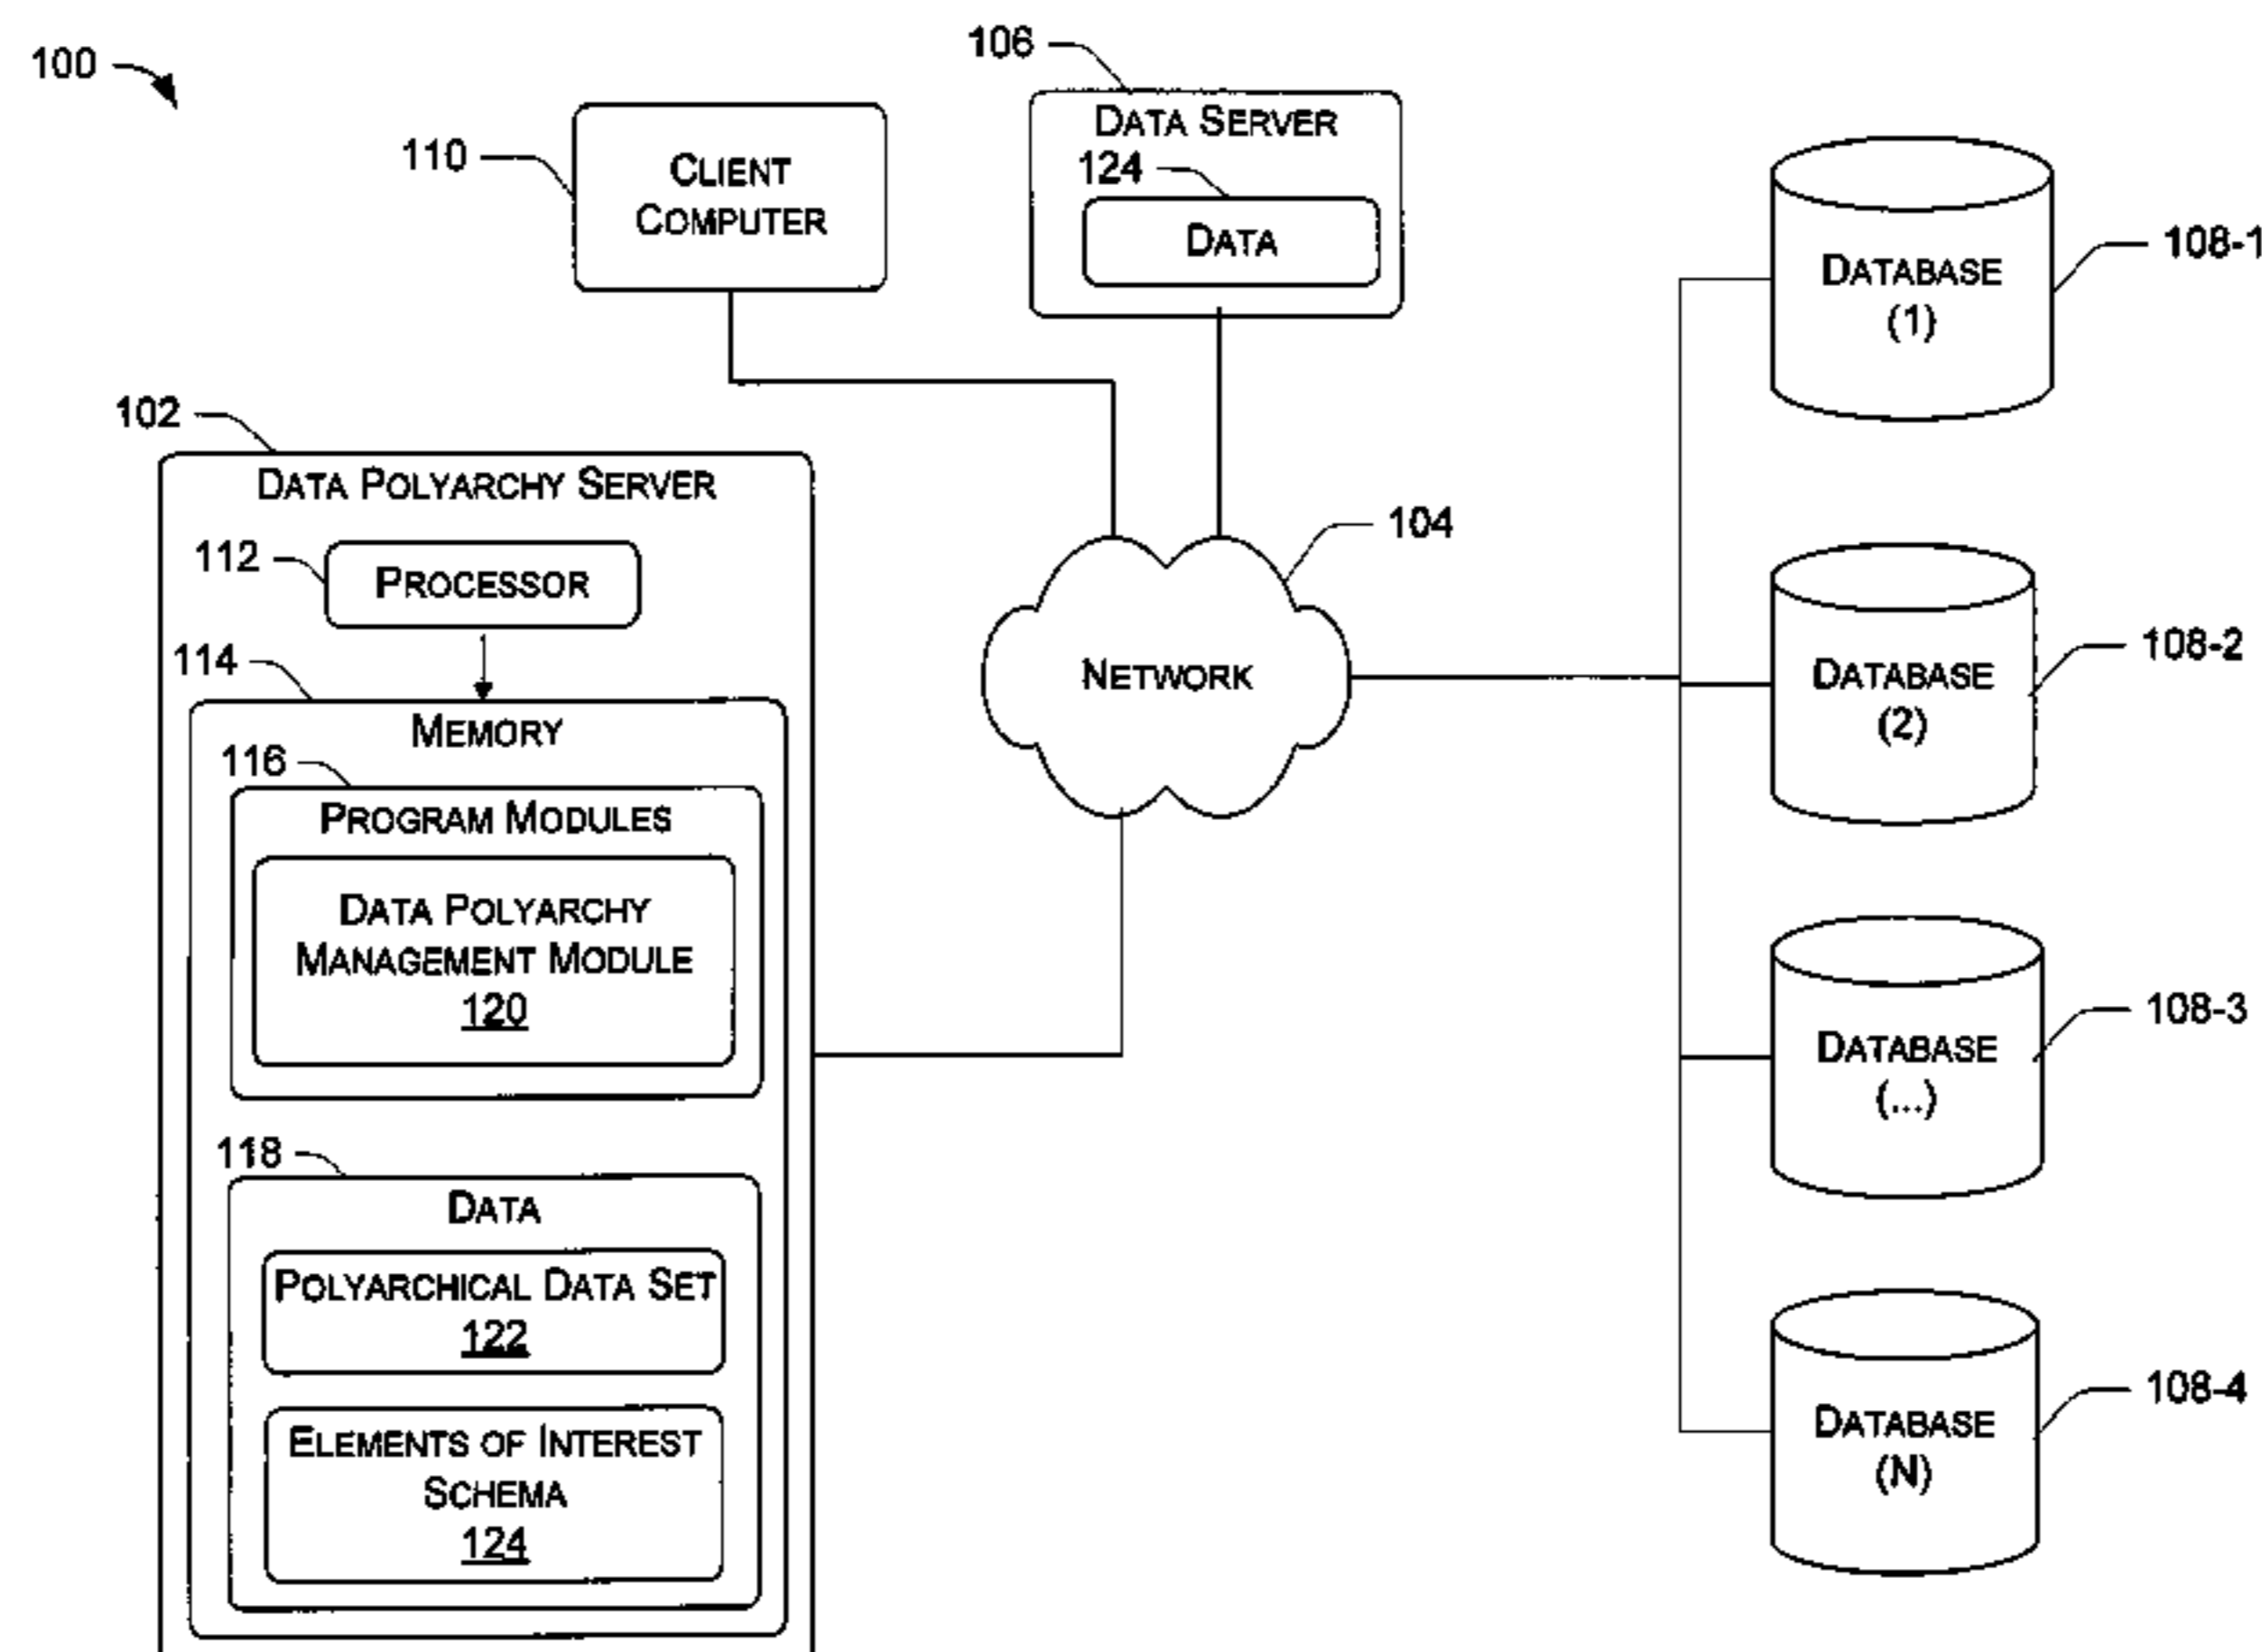 100
106
DATA SERVER
124
DATA
110
CLIENT
COMPUTER
DATABASE
(1)
108-1
102
DATA POLYARCHY SERVER
112
PROCESSOR
104
NETWORK
DATABASE
(2)
108-2
114
MEMORY
116
PROGRAM MODULES
DATA POLYARCHY
MANAGEMENT MODULE
120
DATABASE
(...)
108-3
118
DATA
POLYARCHICAL DATA SET
122
ELEMENTS OF INTEREST
SCHEMA
124
DATABASE
(N)
108-4